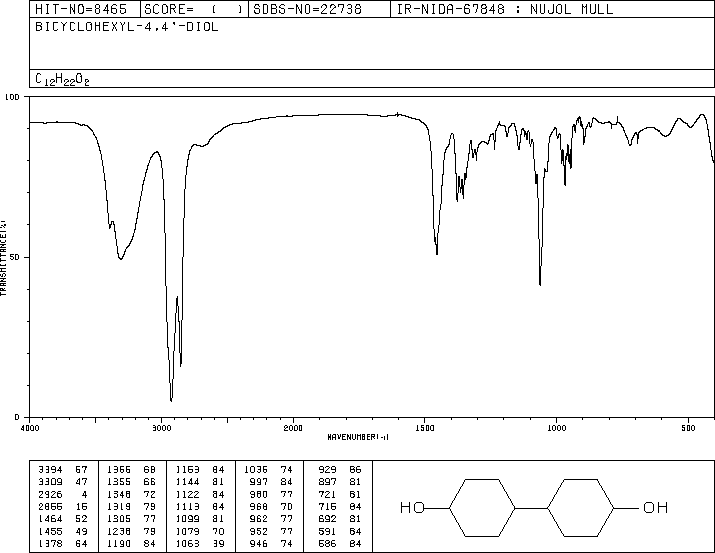 HIT-NO=8465 SCORE= ( ) SDBS-NO=22738 IR-NIDA-67848 : NUJOL MULL
BICYCLOHEXYL-4,4'-DIOL
C12H22O2
100
50
0
TRANSMITTANCE(%)
4000 3000 2000 1500 1000 500
WAVENUMBER(-1)
3394 57 1366 68 1153 84 1036 74 929 86
3309 47 1355 66 1144 81 997 84 897 81
2926 4 1348 72 1122 84 980 77 721 81
2855 15 1319 79 1113 84 968 70 715 84
1464 52 1305 77 1099 81 962 77 692 81
1455 49 1238 79 1079 70 952 77 591 84
1378 64 1190 84 1063 39 946 74 586 84
HO OH